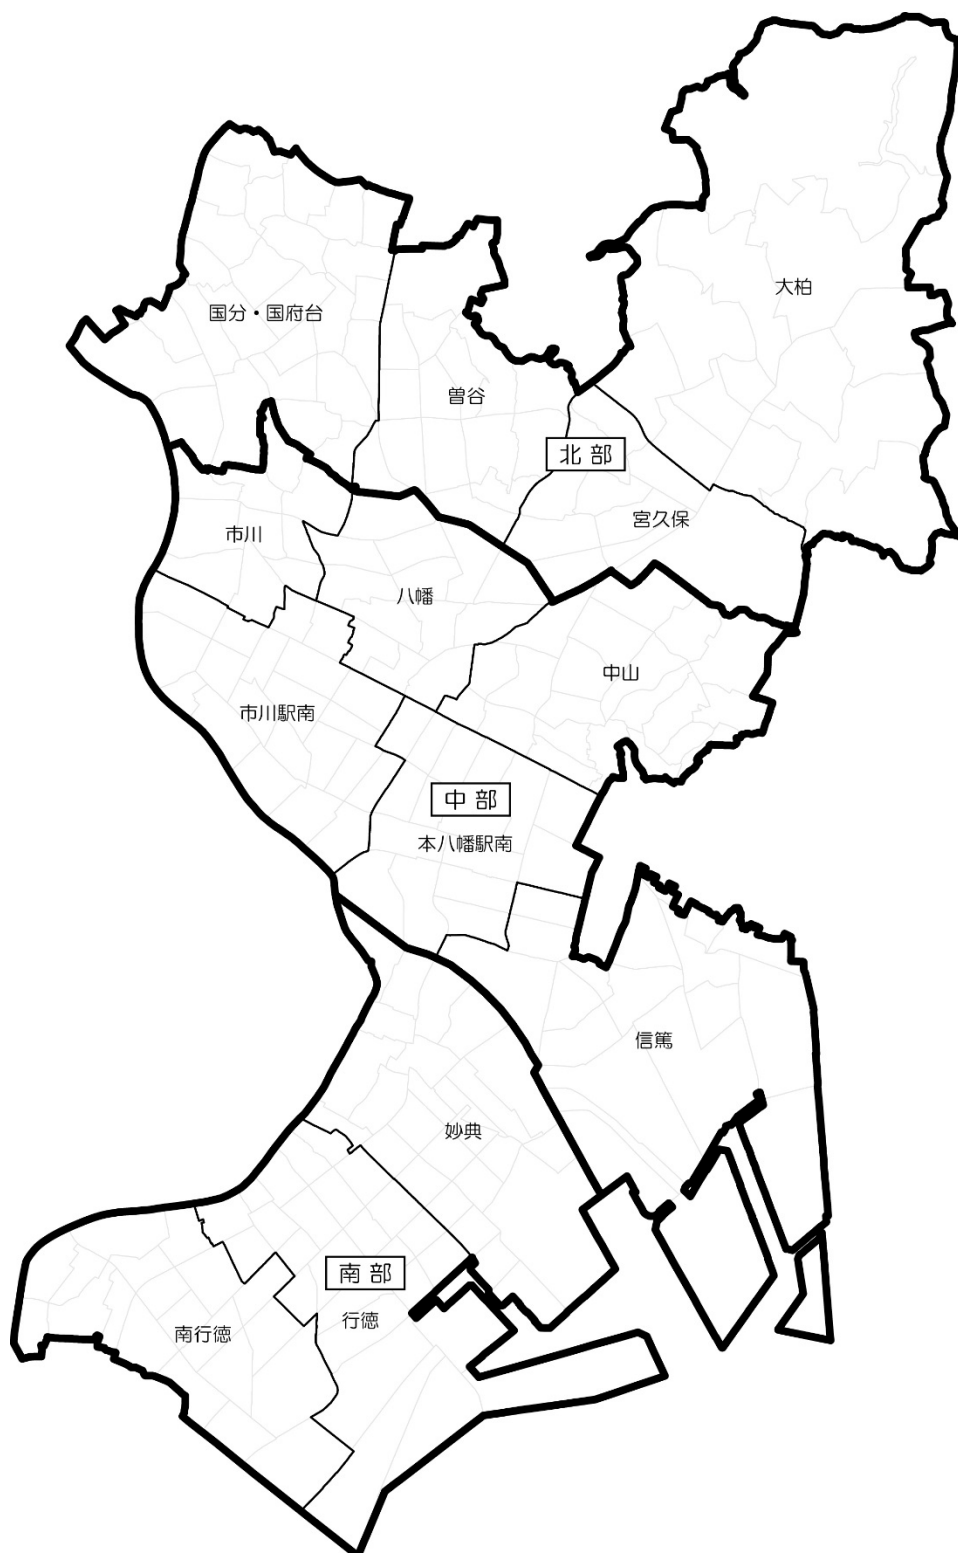 大柏
国分・国府台
曽谷
北部
宮久保
市川
八幡
中山
市川駅南
中部
本八幡駅南
信篤
妙典
南部
行徳
南行徳